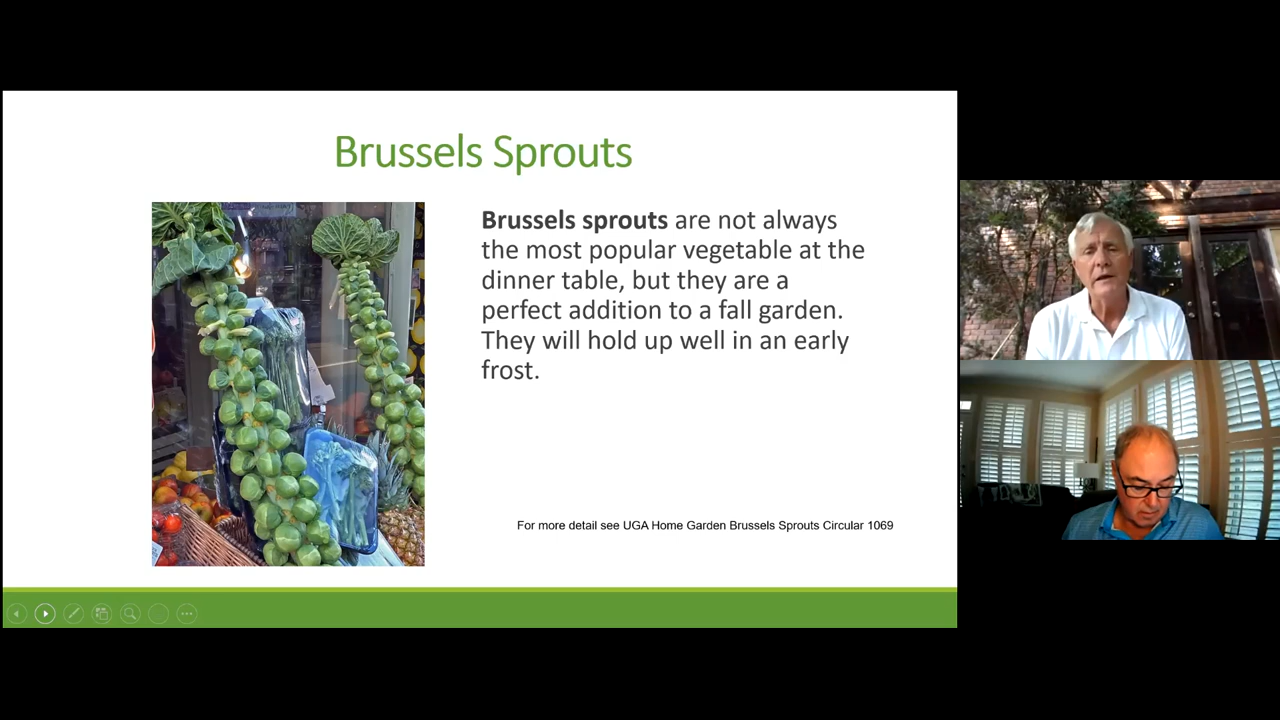 Brussels Sprouts
Brussels sprouts are not always
the most popular vegetable at the
dinner table, but they are a
perfect addition to a fall garden.
They will hold up well in an early
frost.
For more detail see UGA Home Garden Brussels Sprouts Circular 1069